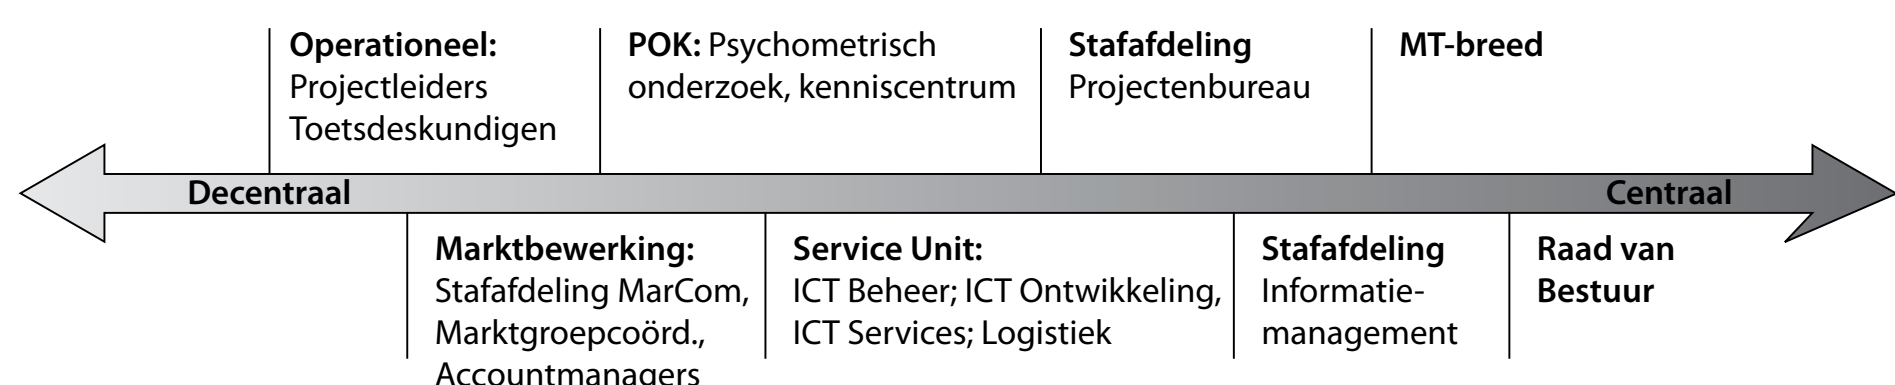 Operationeel:
Projectleiders
Toetsdeskundigen
POK: Psychometrisch
onderzoek, kenniscentrum
Stafafdeling
Projectenbureau
MT-breed
Decentraal
Centraal
Marktbewerking:
Stafafdeling MarCom,
Marktgroepcoörd.,
Accountmanagers
Service Unit:
ICT Beheer; ICT Ontwikkeling,
ICT Services; Logistiek
Stafafdeling
Informatie-
management
Raad van
Bestuur